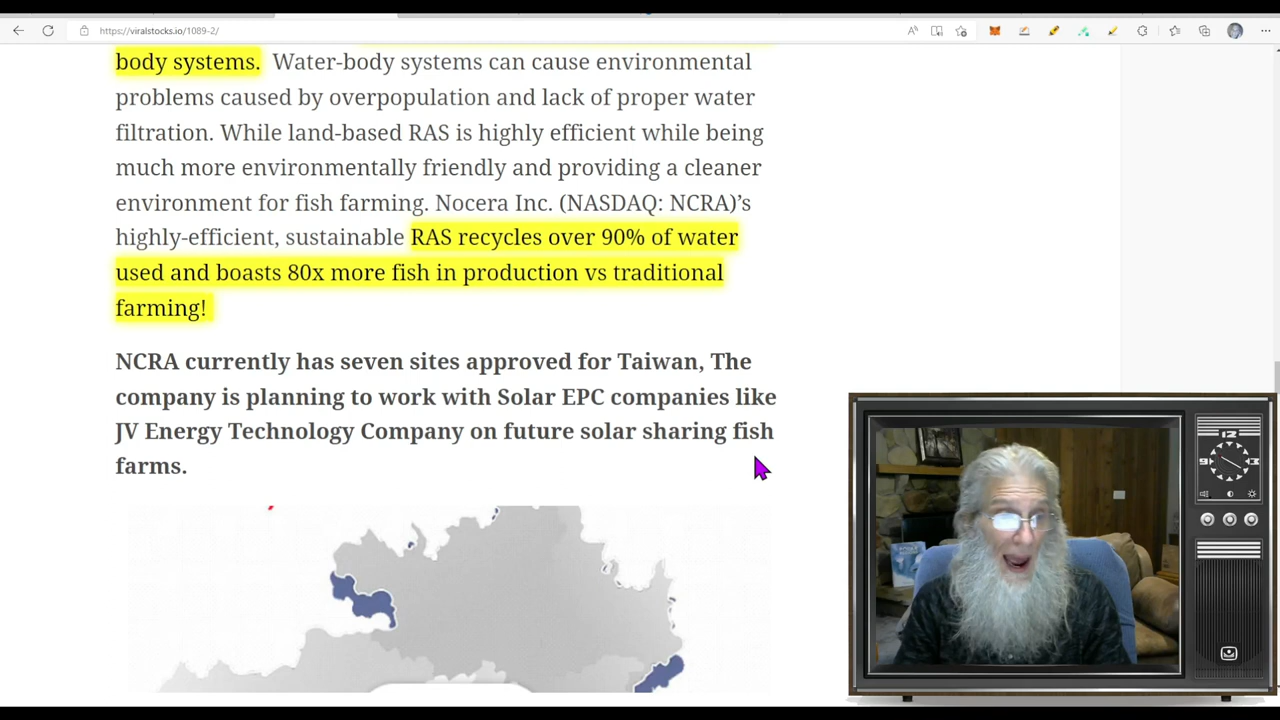 https://viralstocks.io/1089-2/
body systems. Water-body systems can cause environmental
problems caused by overpopulation and lack of proper water
filtration. While land-based RAS is highly efficient while being
much more environmentally friendly and providing a cleaner
environment for fish farming. Nocera Inc. (NASDAQ: NCRA)’s
highly-efficient, sustainable RAS recycles over 90% of water
used and boasts 80x more fish in production vs traditional
farming!
NCRA currently has seven sites approved for Taiwan, The
company is planning to work with Solar EPC companies like
JV Energy Technology Company on future solar sharing fish
farms.
12
9 3